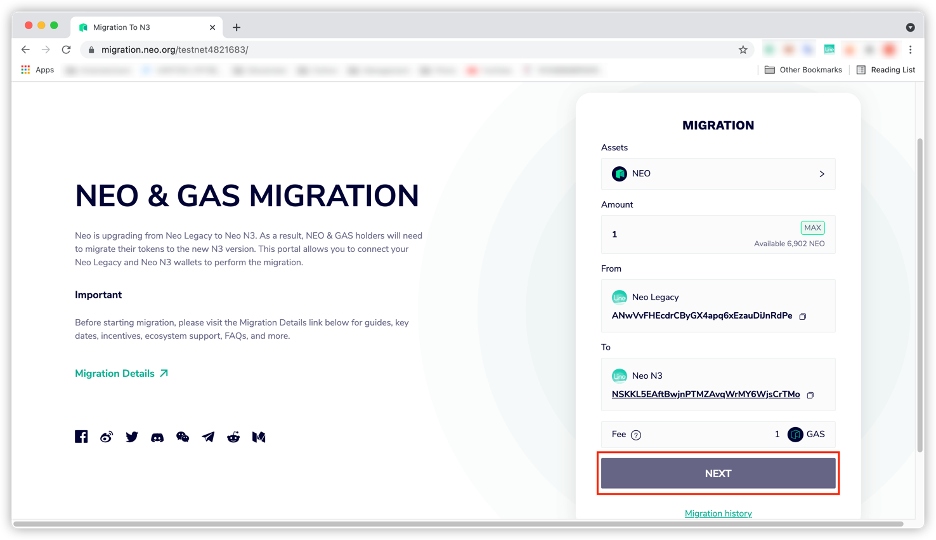 Migration To N3
migration.neo.org/testnet4821683/
Apps
Other Bookmarks
Reading List
NEO & GAS MIGRATION
Neo is upgrading from Neo Legacy to Neo N3. As a result, NEO & GAS holders will need
to migrate their tokens to the new N3 version. This portal allows you to connect your
Neo Legacy and Neo N3 wallets to perform the migration.
Important
Before starting migration, please visit the Migration Details link below for guides, key
dates, incentives, ecosystem support, FAQs, and more.
Migration Details
MIGRATION
Assets
NEO
Amount
1
MAX
Available 6,902 NEO
From
Neo Legacy
ANwVvFHEcdrCByGX4apq6xEzauDiJnRdPe
To
Neo N3
NSKKL5EAftBwjnPTMZAvqWrMY6WjsCrTMo
Fee ?
1 GAS
NEXT
Migration history